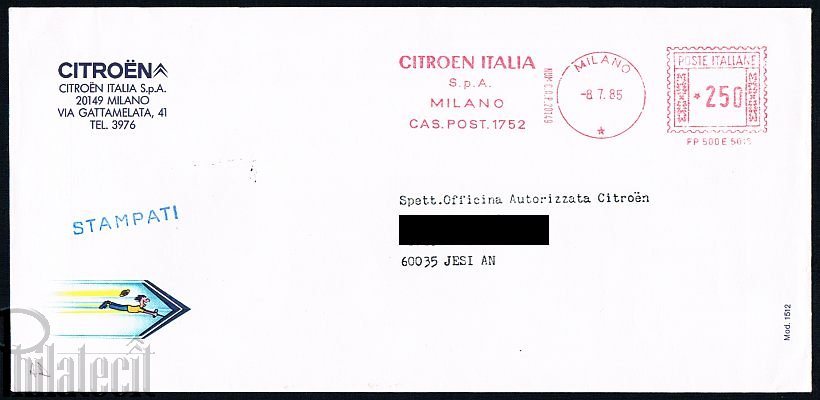 CITROËN
CITROËN ITALIA S.p.A.
20149 MILANO
VIA GATTAMELATA, 41
TEL. 3976
CITROEN ITALIA
S.p.A.
MILANO
CAS.POST.1752
MILANO
-8.7.85
POSTE ITALIANE
*250
STAMPATI
Spett.Officina Autorizzata Citroën
60035 JESI AN
Mod. 1512
Philatecit